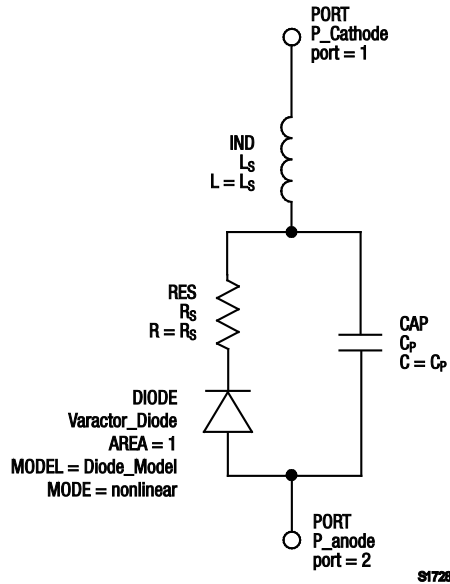 PORT
P_Cathode
port = 1
IND
LS
L = LS
RES
RS
R = RS
CAP
CP
C = CP
DIODE
Varactor_Diode
AREA = 1
MODEL = Diode_Model
MODE = nonlinear
PORT
P_anode
port = 2
S1728